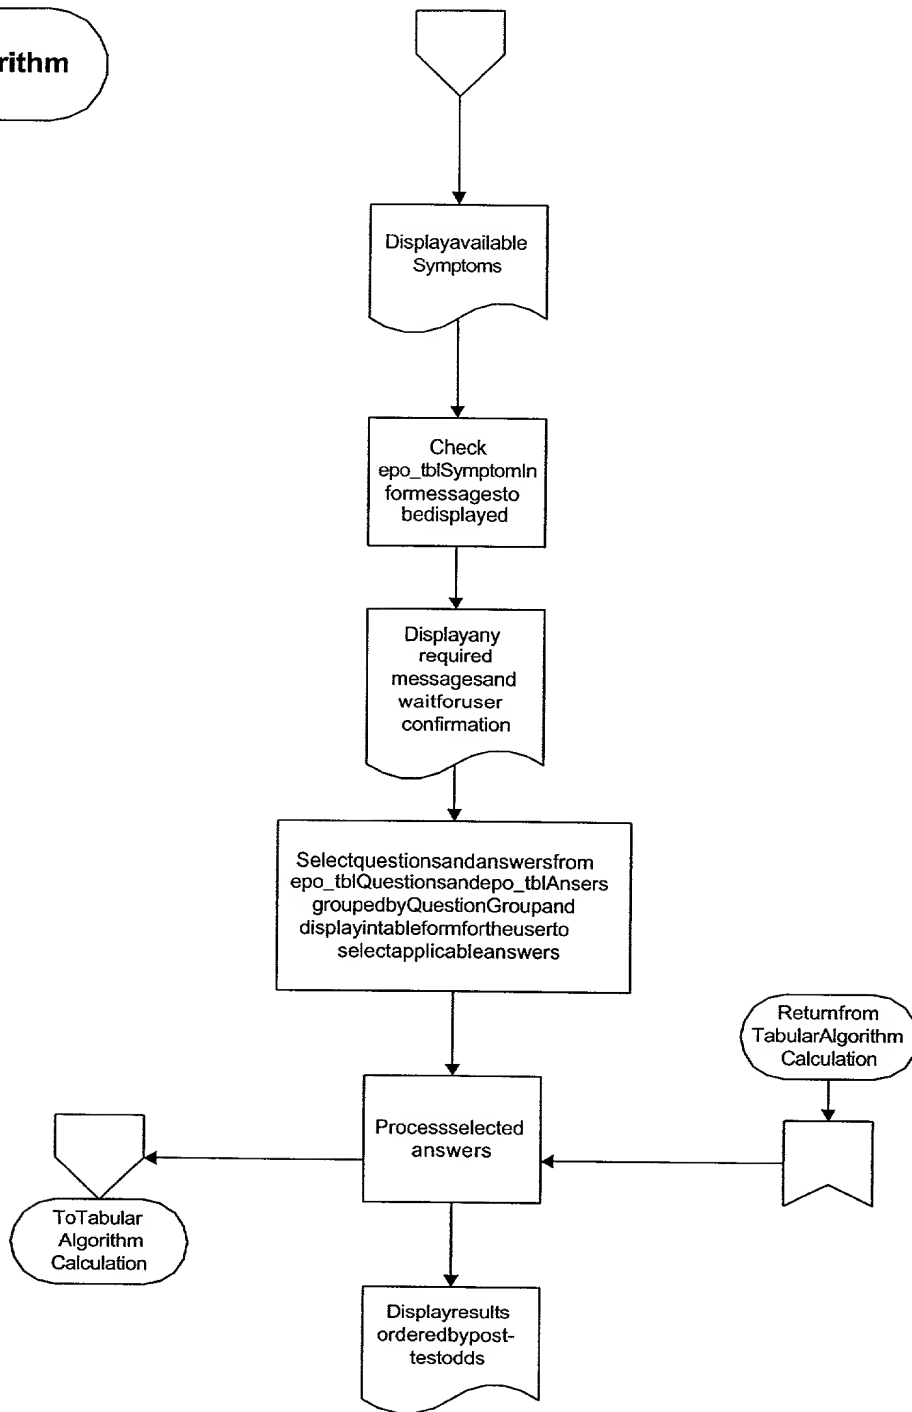 rithm
Displayavailable
Symptoms
Check
epo_tblSymptomIn
formessagesto
bedisplayed
Displayany
required
messagesand
waitforuser
confirmation
Selectquestionsandanswersfrom
epo_tblQuestionsandepo_tblAnsers
groupedbyQuestionGroupand
displayintableformfortheuserto
selectapplicableanswers
Returnfrom
TabularAlgorithm
Calculation
Processselected
answers
ToTabular
Algorithm
Calculation
Displayresults
orderedbypost-
testodds